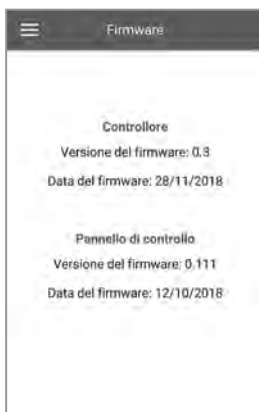 Firmware
Controllore
Versione del firmware: 0.3
Data del firmware: 28/11/2018
Pannello di controllo
Versione del firmware: 0.111
Data del firmware: 12/10/2018